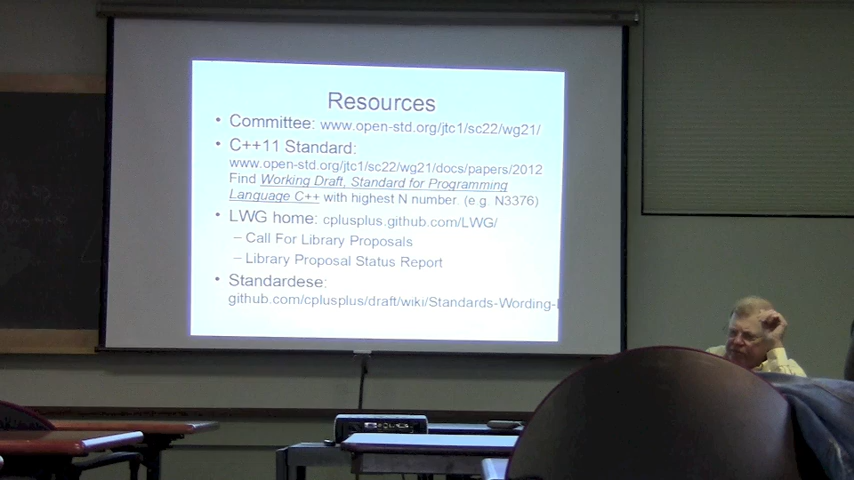 Resources
• Committee: www.open-std.org/jtc1/sc22/wg21/
• C++11 Standard:
www.open-std.org/jtc1/sc22/wg21/docs/papers/2012
Find Working Draft, Standard for Programming
Language C++ with highest N number. (e.g. N3376)
• LWG home: cplusplus.github.com/LWG/
– Call For Library Proposals
– Library Proposal Status Report
• Standardese:
github.com/cplusplus/draft/wiki/Standards-Wording-